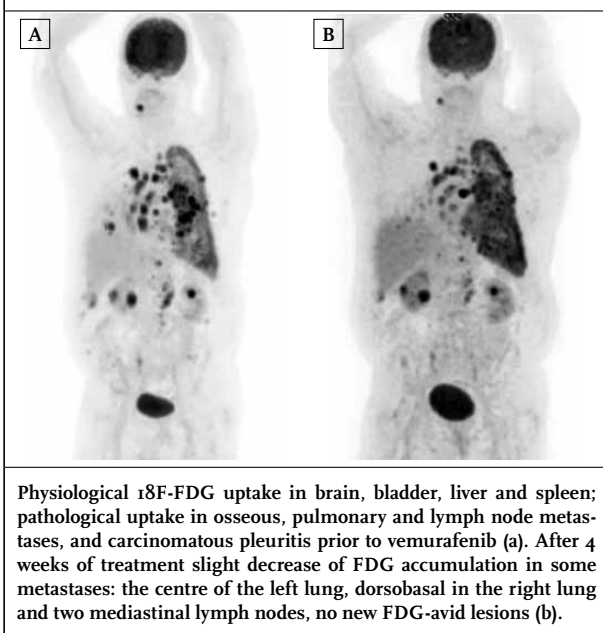 A
B
Physiological 18F-FDG uptake in brain, bladder, liver and spleen;
pathological uptake in osseous, pulmonary and lymph node metas-
tases, and carcinomatous pleuritis prior to vemurafenib (a). After 4
weeks of treatment slight decrease of FDG accumulation in some
metastases: the centre of the left lung, dorsobasal in the right lung
and two mediastinal lymph nodes, no new FDG-avid lesions (b).